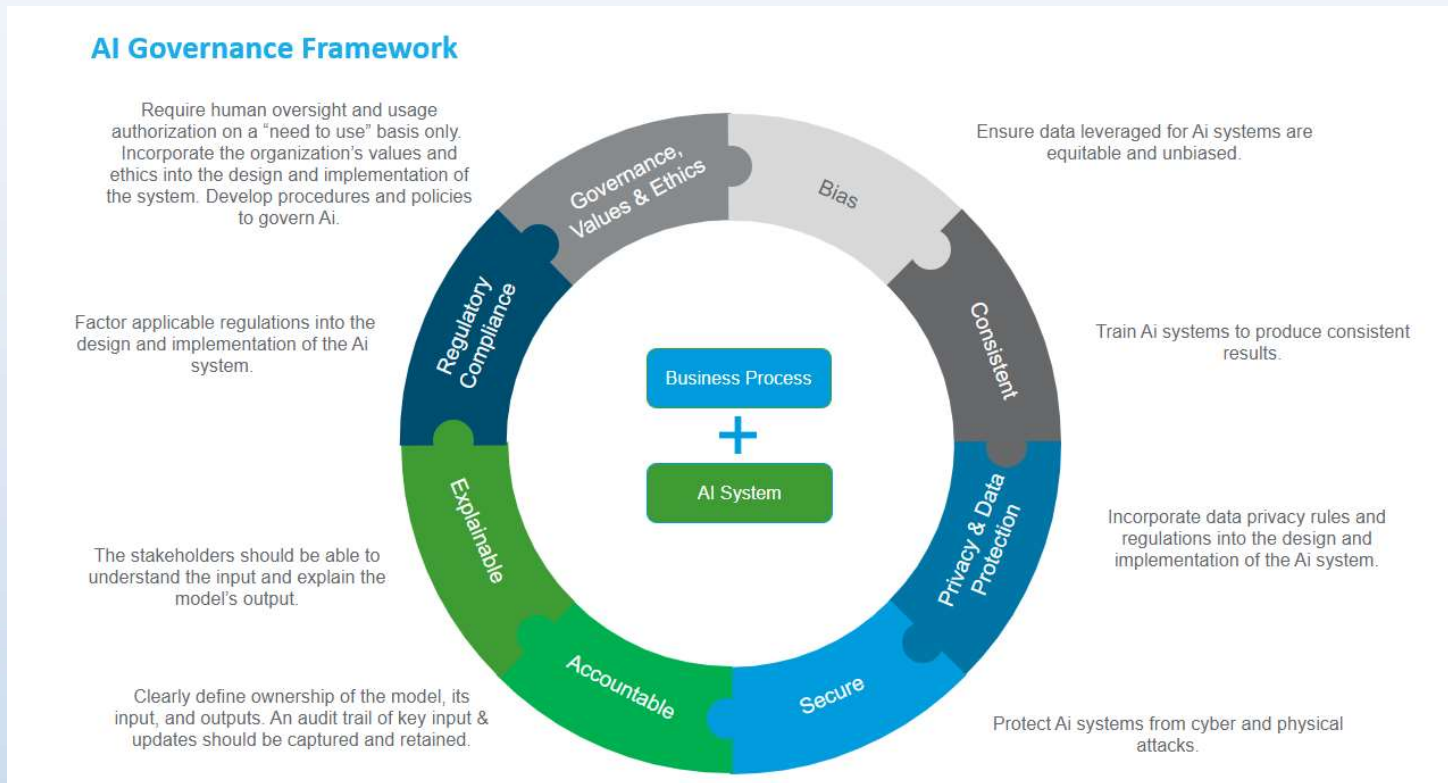 AI Governance Framework
Require human oversight and usage
authorization on a “need to use” basis only.
Incorporate the organization’s values and
ethics into the design and implementation of
the system. Develop procedures and policies
to govern Ai.
Governance,
Values & Ethics
Bias
Ensure data leveraged for Ai systems are
equitable and unbiased.
Regulatory
Compliance
Factor applicable regulations into the
design and implementation of the Ai
system.
Business Process
+
AI System
Consistent
Train Ai systems to produce consistent
results.
Explainable
The stakeholders should be able to
understand the input and explain the
model’s output.
Privacy & Data
Protection
Incorporate data privacy rules and
regulations into the design and
implementation of the Ai system.
Accountable
Clearly define ownership of the model, its
input, and outputs. An audit trail of key input &
updates should be captured and retained.
Secure
Protect Ai systems from cyber and physical
attacks.